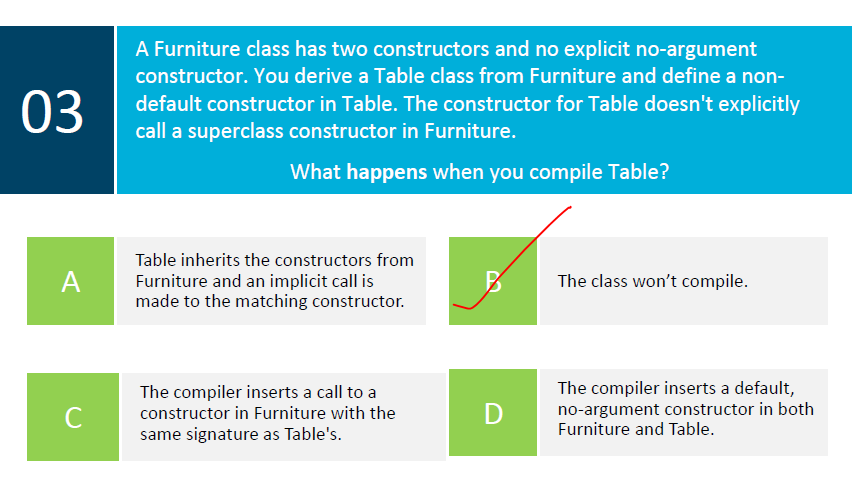 03
A Furniture class has two constructors and no explicit no-argument
constructor. You derive a Table class from Furniture and define a non-
default constructor in Table. The constructor for Table doesn't explicitly
call a superclass constructor in Furniture.
What happens when you compile Table?
A
Table inherits the constructors from
Furniture and an implicit call is
made to the matching constructor.
B
The class won’t compile.
C
The compiler inserts a call to a
constructor in Furniture with the
same signature as Table's.
D
The compiler inserts a default,
no-argument constructor in both
Furniture and Table.